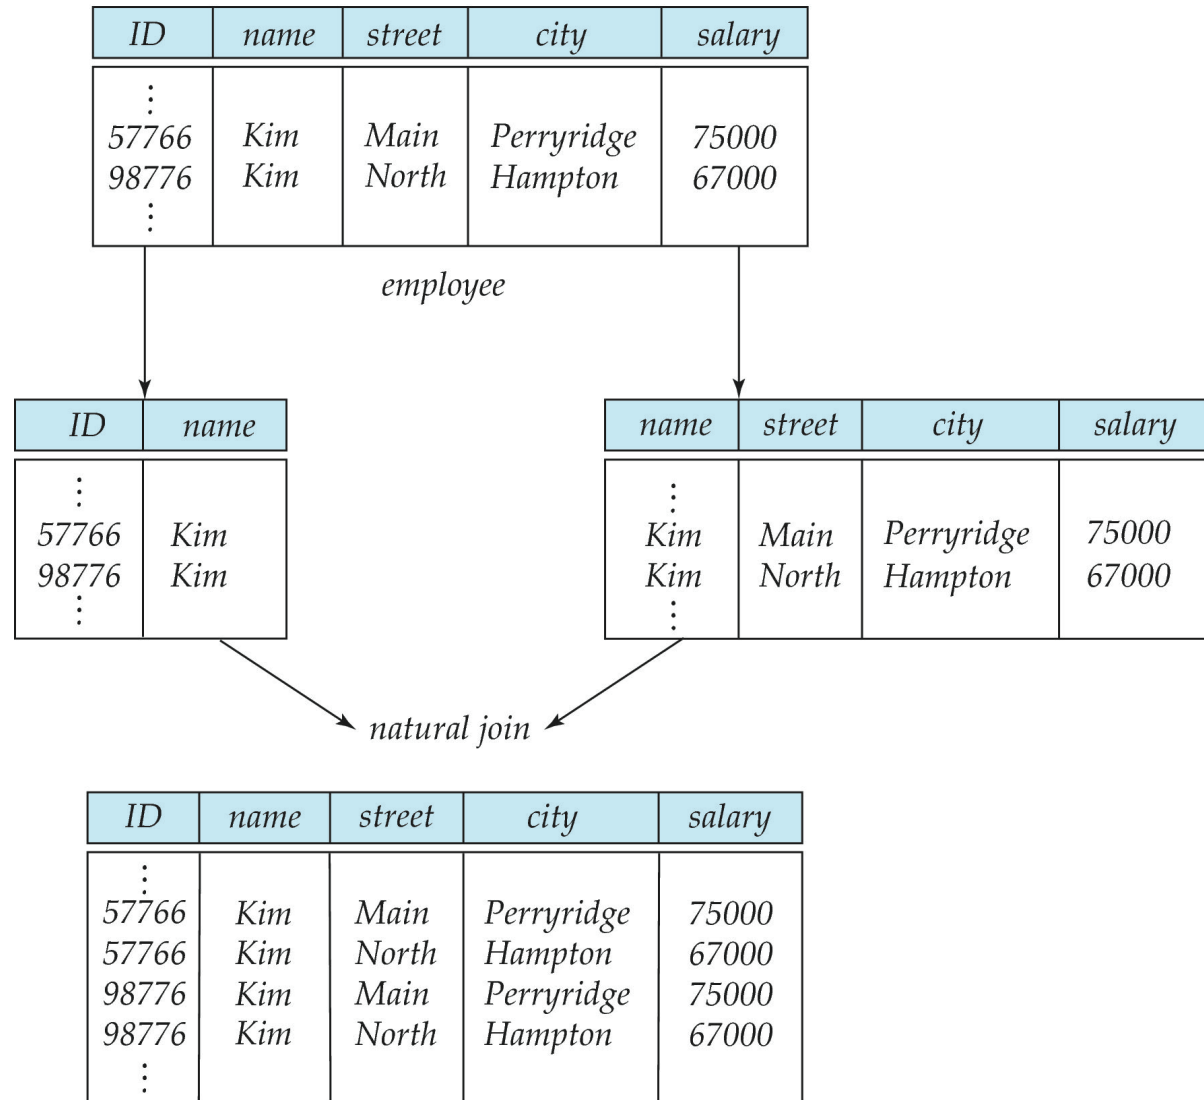 ID name street city salary
⋮
57766 Kim Main Perryridge 75000
98776 Kim North Hampton 67000
⋮
employee
ID name
⋮
57766 Kim
98776 Kim
⋮
name street city salary
⋮
Kim Main Perryridge 75000
Kim North Hampton 67000
⋮
natural join
ID name street city salary
⋮
57766 Kim Main Perryridge 75000
57766 Kim North Hampton 67000
98776 Kim Main Perryridge 75000
98776 Kim North Hampton 67000
⋮